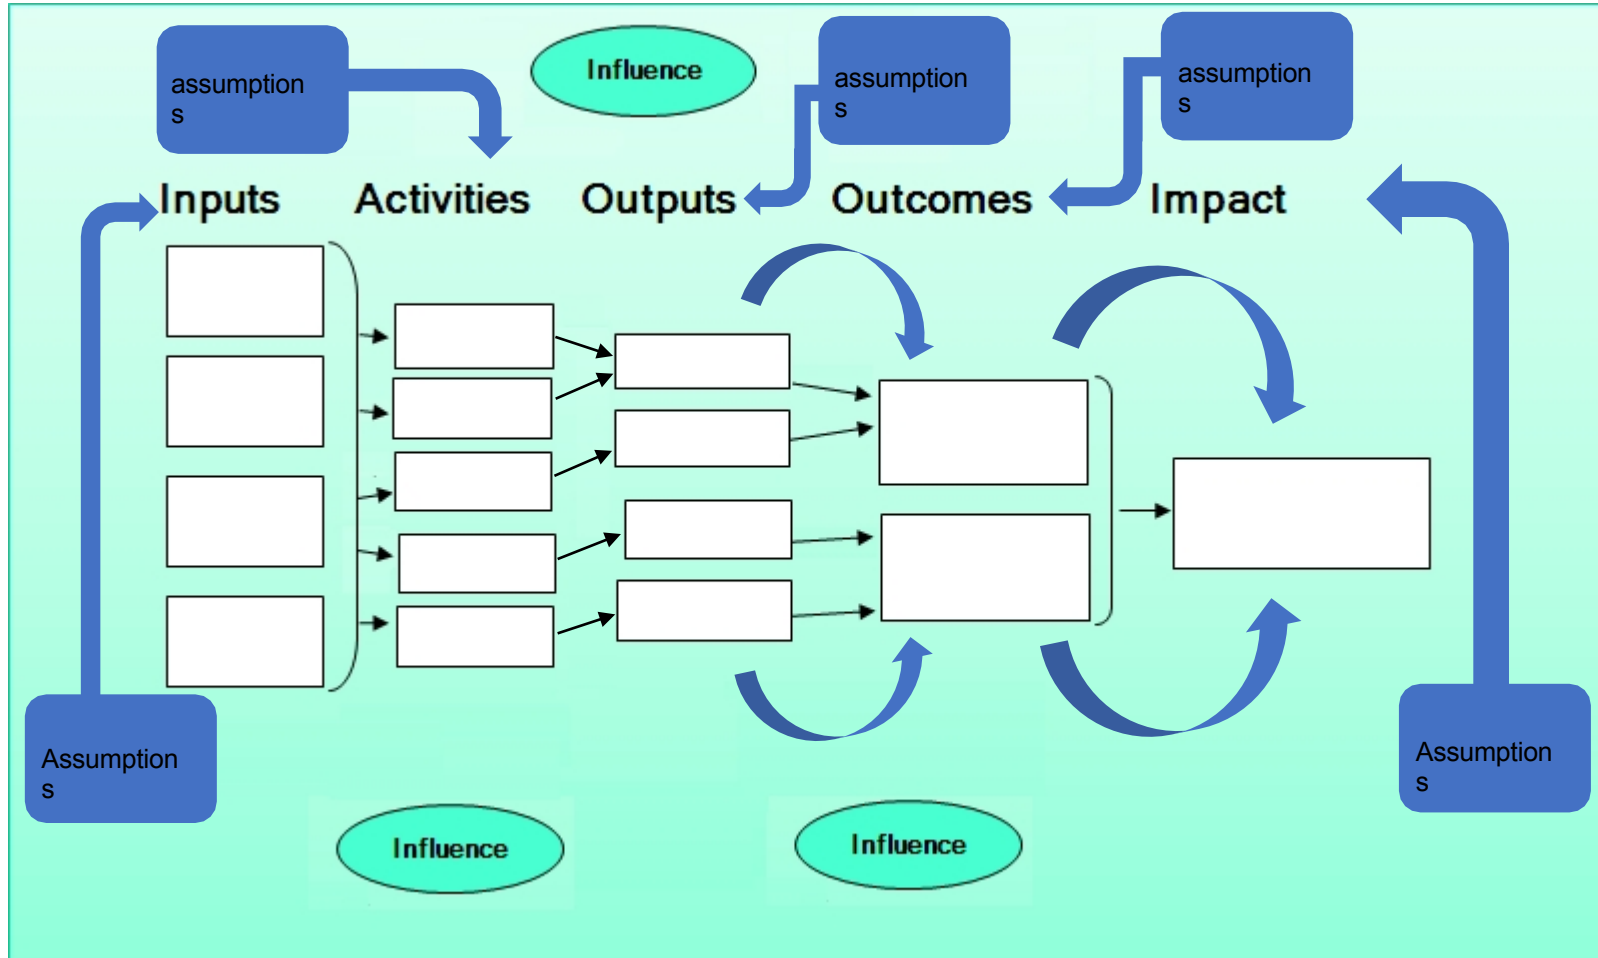 assumption
s
Influence
assumption
s
assumption
s
Inputs
Activities
Outputs
Outcomes
Impact
Assumption
s
Assumption
s
Influence
Influence